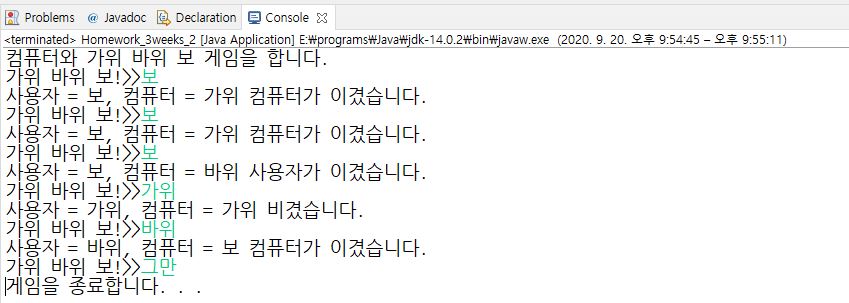 Problems @ Javadoc Declaration Console
<terminated> Homework_3weeks_2 [Java Application] E:₩programs₩Java₩jdk-14.0.2₩bin₩javaw.exe (2020. 9. 20. 오후 9:54:45 – 오후 9:55:11)
컴퓨터와 가위 바위 보 게임을 합니다.
가위 바위 보!>>보
사용자 = 보, 컴퓨터 = 가위 컴퓨터가 이겼습니다.
가위 바위 보!>>보
사용자 = 보, 컴퓨터 = 가위 컴퓨터가 이겼습니다.
가위 바위 보!>>보
사용자 = 보, 컴퓨터 = 바위 사용자가 이겼습니다.
가위 바위 보!>>가위
사용자 = 가위, 컴퓨터 = 가위 비겼습니다.
가위 바위 보!>>바위
사용자 = 바위, 컴퓨터 = 보 컴퓨터가 이겼습니다.
가위 바위 보!>>그만
게임을 종료합니다. . .